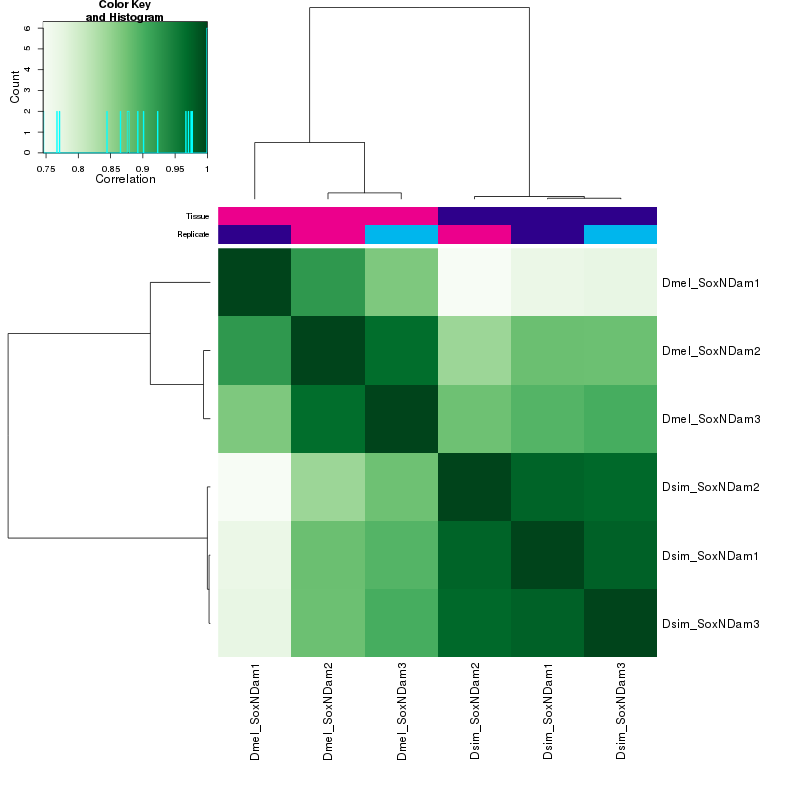 Color Key
and Histogram
Count
0 1 2 3 4 5 6
0.75 0.8 0.85 0.9 0.95 1
Correlation
Tissue
Replicate
Dmel_SoxNDam1
Dmel_SoxNDam2
Dmel_SoxNDam3
Dsim_SoxNDam2
Dsim_SoxNDam1
Dsim_SoxNDam3
Dmel_SoxNDam1
Dmel_SoxNDam2
Dmel_SoxNDam3
Dsim_SoxNDam2
Dsim_SoxNDam1
Dsim_SoxNDam3